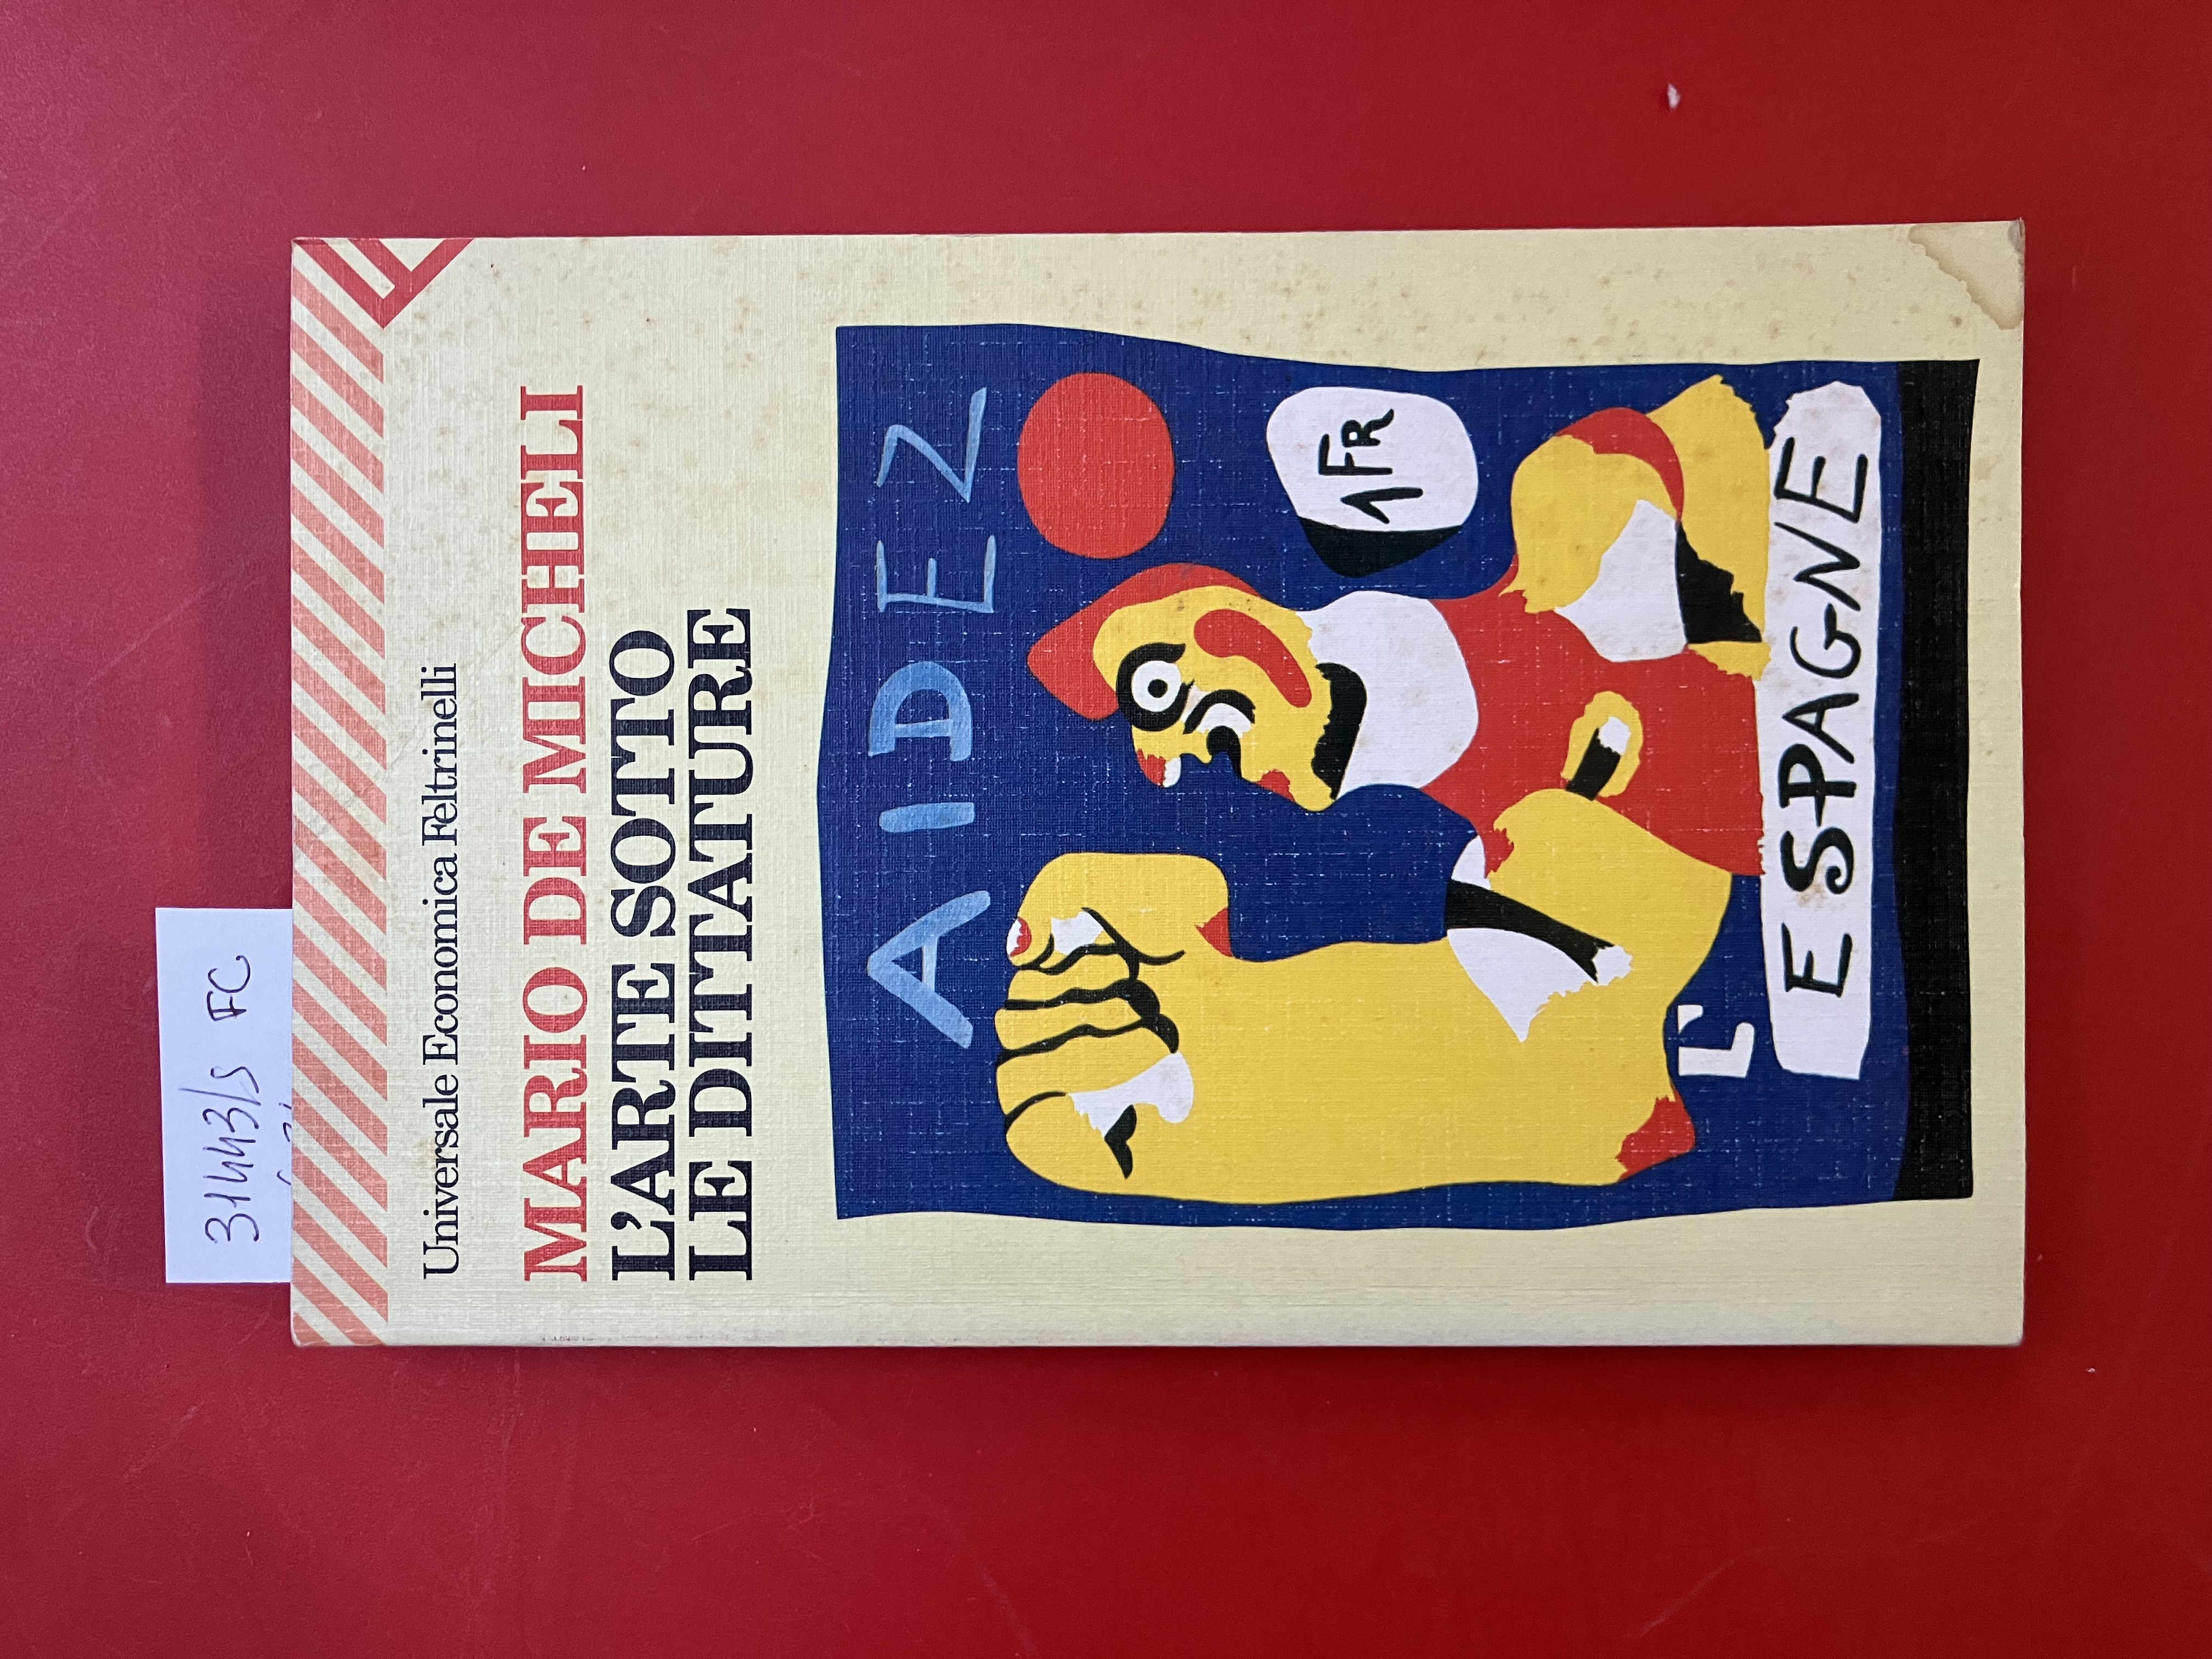 31443/S FC
Universale Economica Feltrinelli
MARIO DE MICHELI
L'ARTE SOTTO
LE DITTATURE
AIDEZ
1FR
L'
ESPAGNE